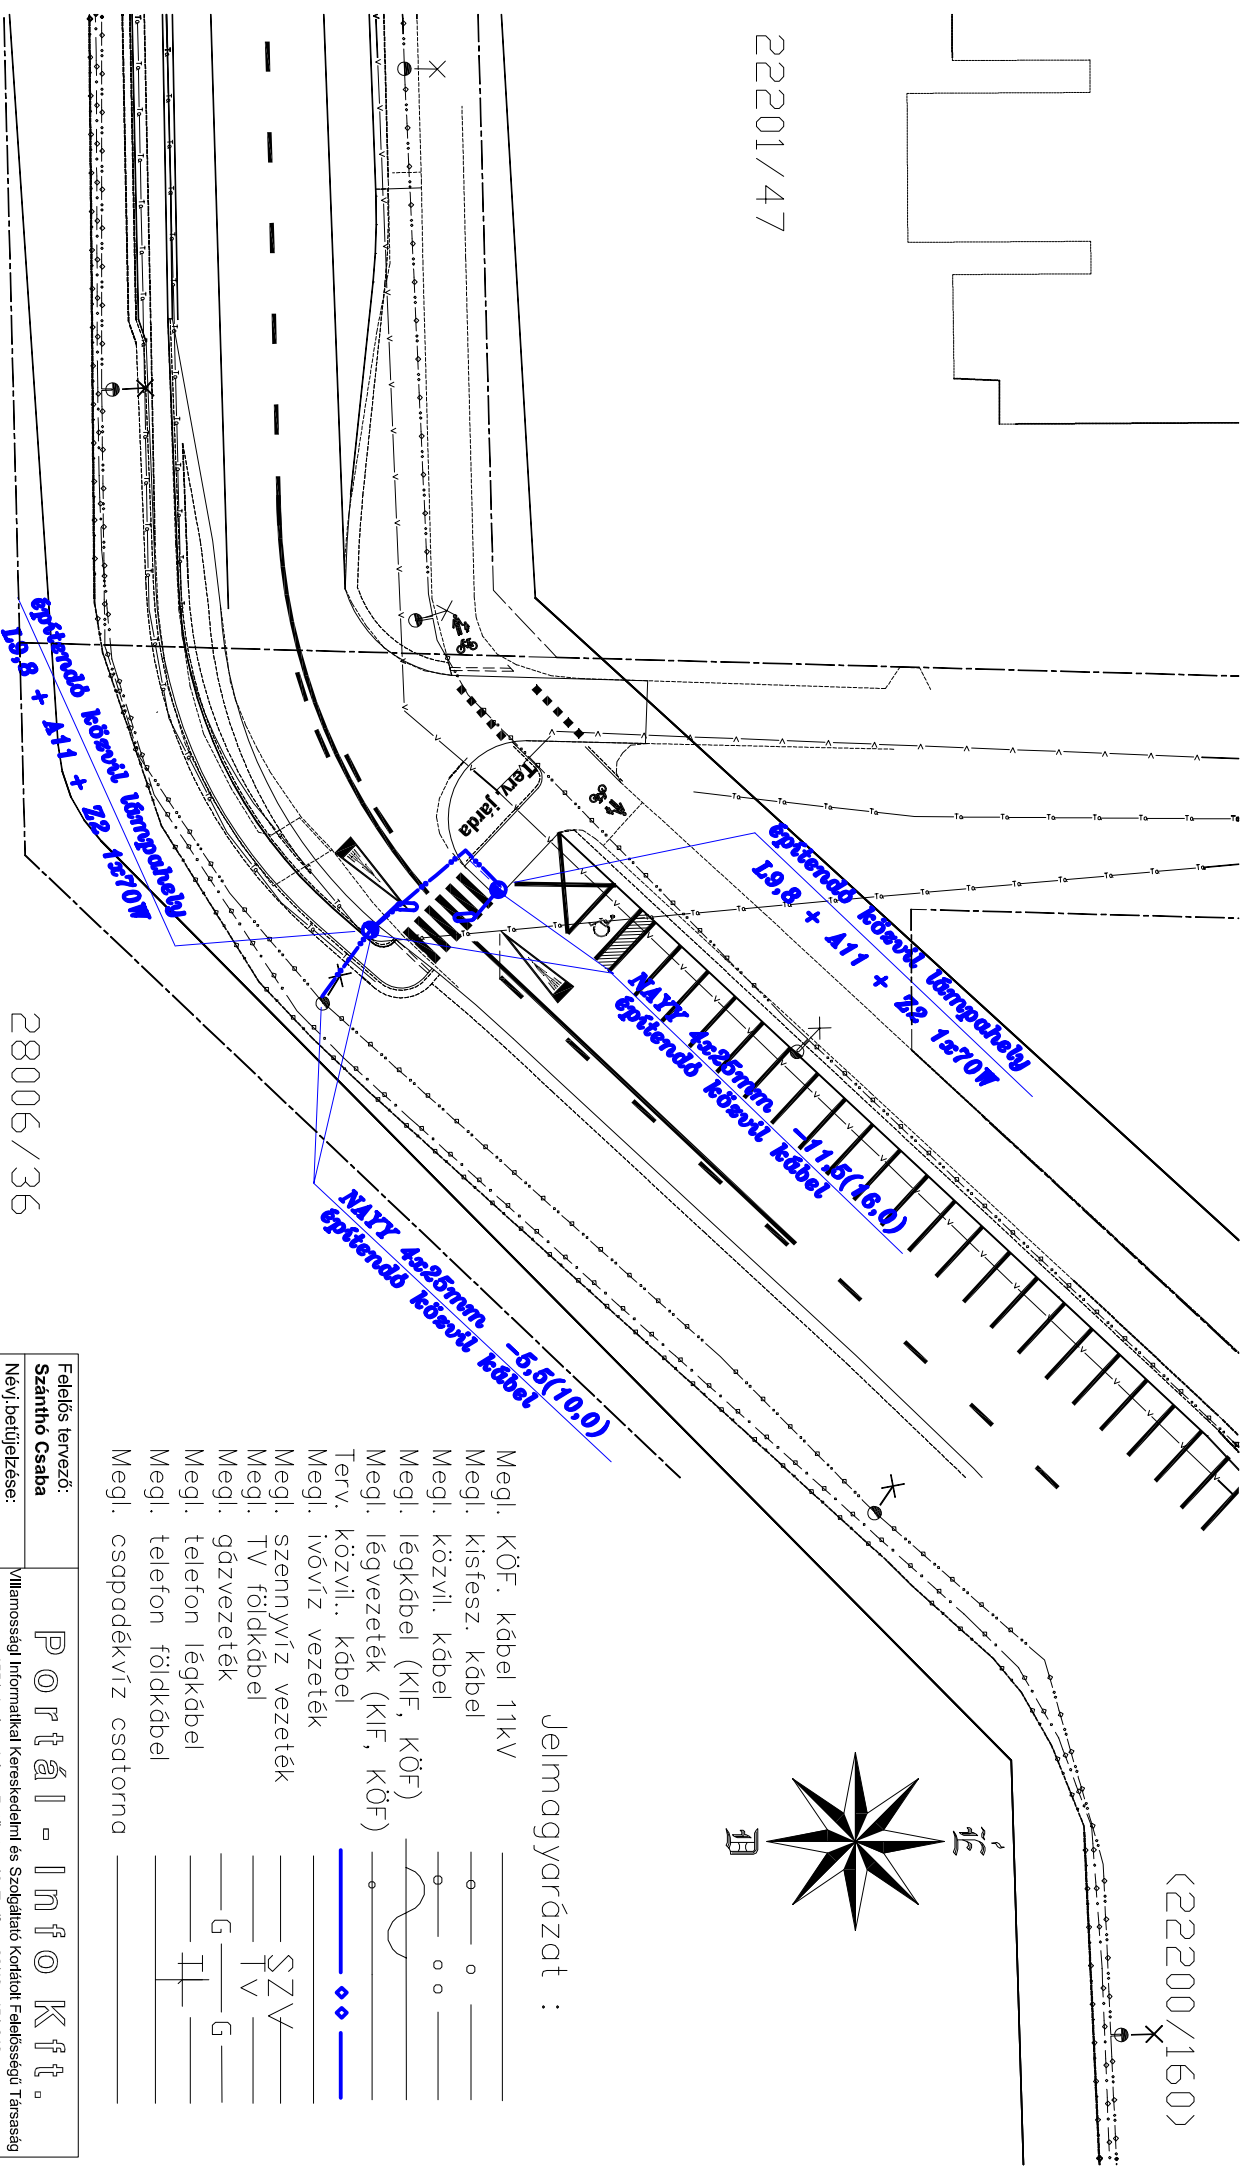 22201/47
(22200/160)
28006/36
építendő közvil lámpahely
L9,8 + A11 + Z2 1x70W
építendő közvil lámpahely
L9,8 + A11 + Z2 1x70W
NAYY 4x25mm -11.5(16,0)
építendő közvil kábel
NAYY 4x25mm -5,5(10,0)
építendő közvil kábel
Terv. járda
É
D
Jelmagyarázat :
Megl. KÖF. kábel 11kV
Megl. kisfesz. kábel
Megl. közvil. kábel
Megl. légkábel (KIF, KÖF)
Megl. légvezeték (KIF, KÖF)
Terv. közvil.. kábel
Megl. ivóvíz vezeték
Megl. szennyvíz vezeték SZV
Megl. TV földkábel TV
Megl. gázvezeték G G
Megl. telefon légkábel
Megl. telefon földkábel
Megl. csapadékvíz csatorna
Felelős tervező:
Szánthó Csaba
Névj.betűjelzése:
Portál - Info Kft.
Villamossági Informatikai Kereskedelmi és Szolgáltató Korlátolt Felelősségű Társaság